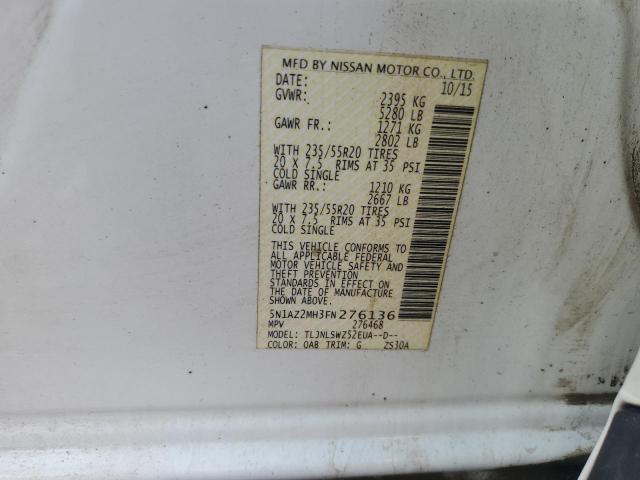 MFD BY NISSAN MOTOR CO., LTD.
DATE: 10/15
GVWR: 2395 KG
5280 LB
GAWR FR.: 1271 KG
2802 LB
WITH 235/55R20 TIRES
20 X 7.5 RIMS AT 35 PSI
COLD SINGLE
GAWR RR.: 1210 KG
2667 LB
WITH 235/55R20 TIRES
20 X 7.5 RIMS AT 35 PSI
COLD SINGLE
THIS VEHICLE CONFORMS TO
ALL APPLICABLE FEDERAL
MOTOR VEHICLE SAFETY AND
THEFT PREVENTION
STANDARDS IN EFFECT ON
THE DATE OF MANUFACTURE
SHOWN ABOVE.
5N1AZ2MH3FN276136
MPV 276468
MODEL: TLJNLSWZ52EUA--D--
COLOR: QAB TRIM: G ZS30A